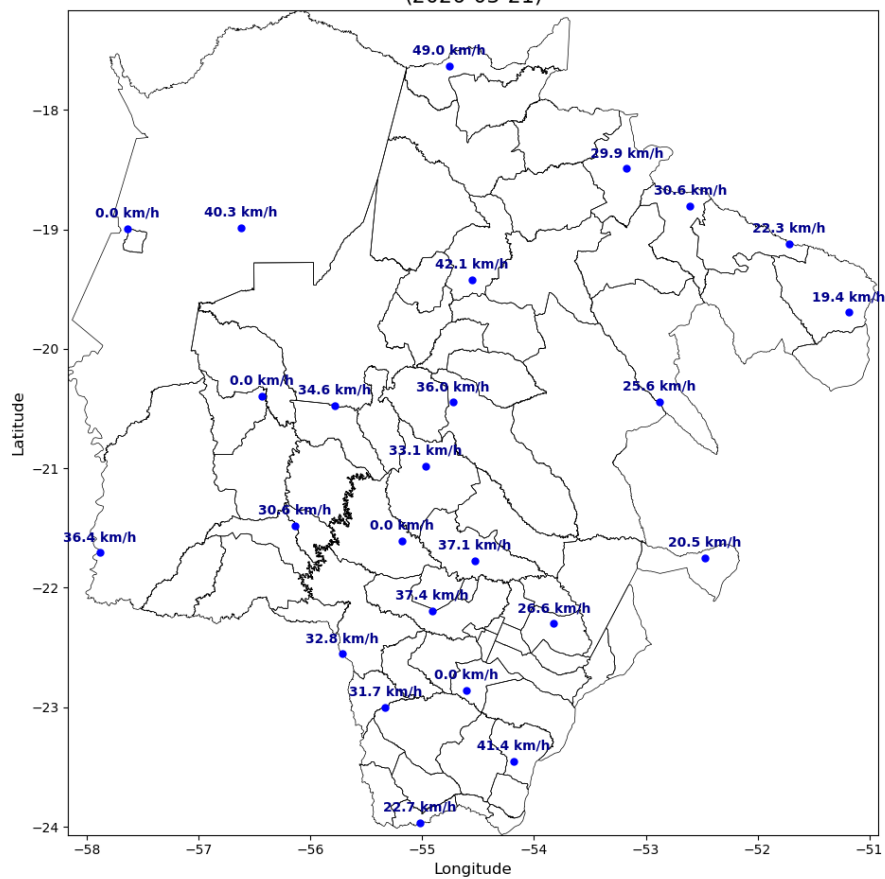 49.0 km/h
−18
29.9 km/h
30.6 km/h
0.0 km/h
40.3 km/h
22.3 km/h
−19
42.1 km/h
19.4 km/h
−20
0.0 km/h
34.6 km/h
36.0 km/h
25.6 km/h
Latitude
33.1 km/h
−21
30.6 km/h
36.4 km/h
0.0 km/h
37.1 km/h
20.5 km/h
−22
37.4 km/h
26.6 km/h
32.8 km/h
0.0 km/h
31.7 km/h
−23
41.4 km/h
22.7 km/h
−24
−58 −57 −56 −55 −54 −53 −52 −51
Longitude